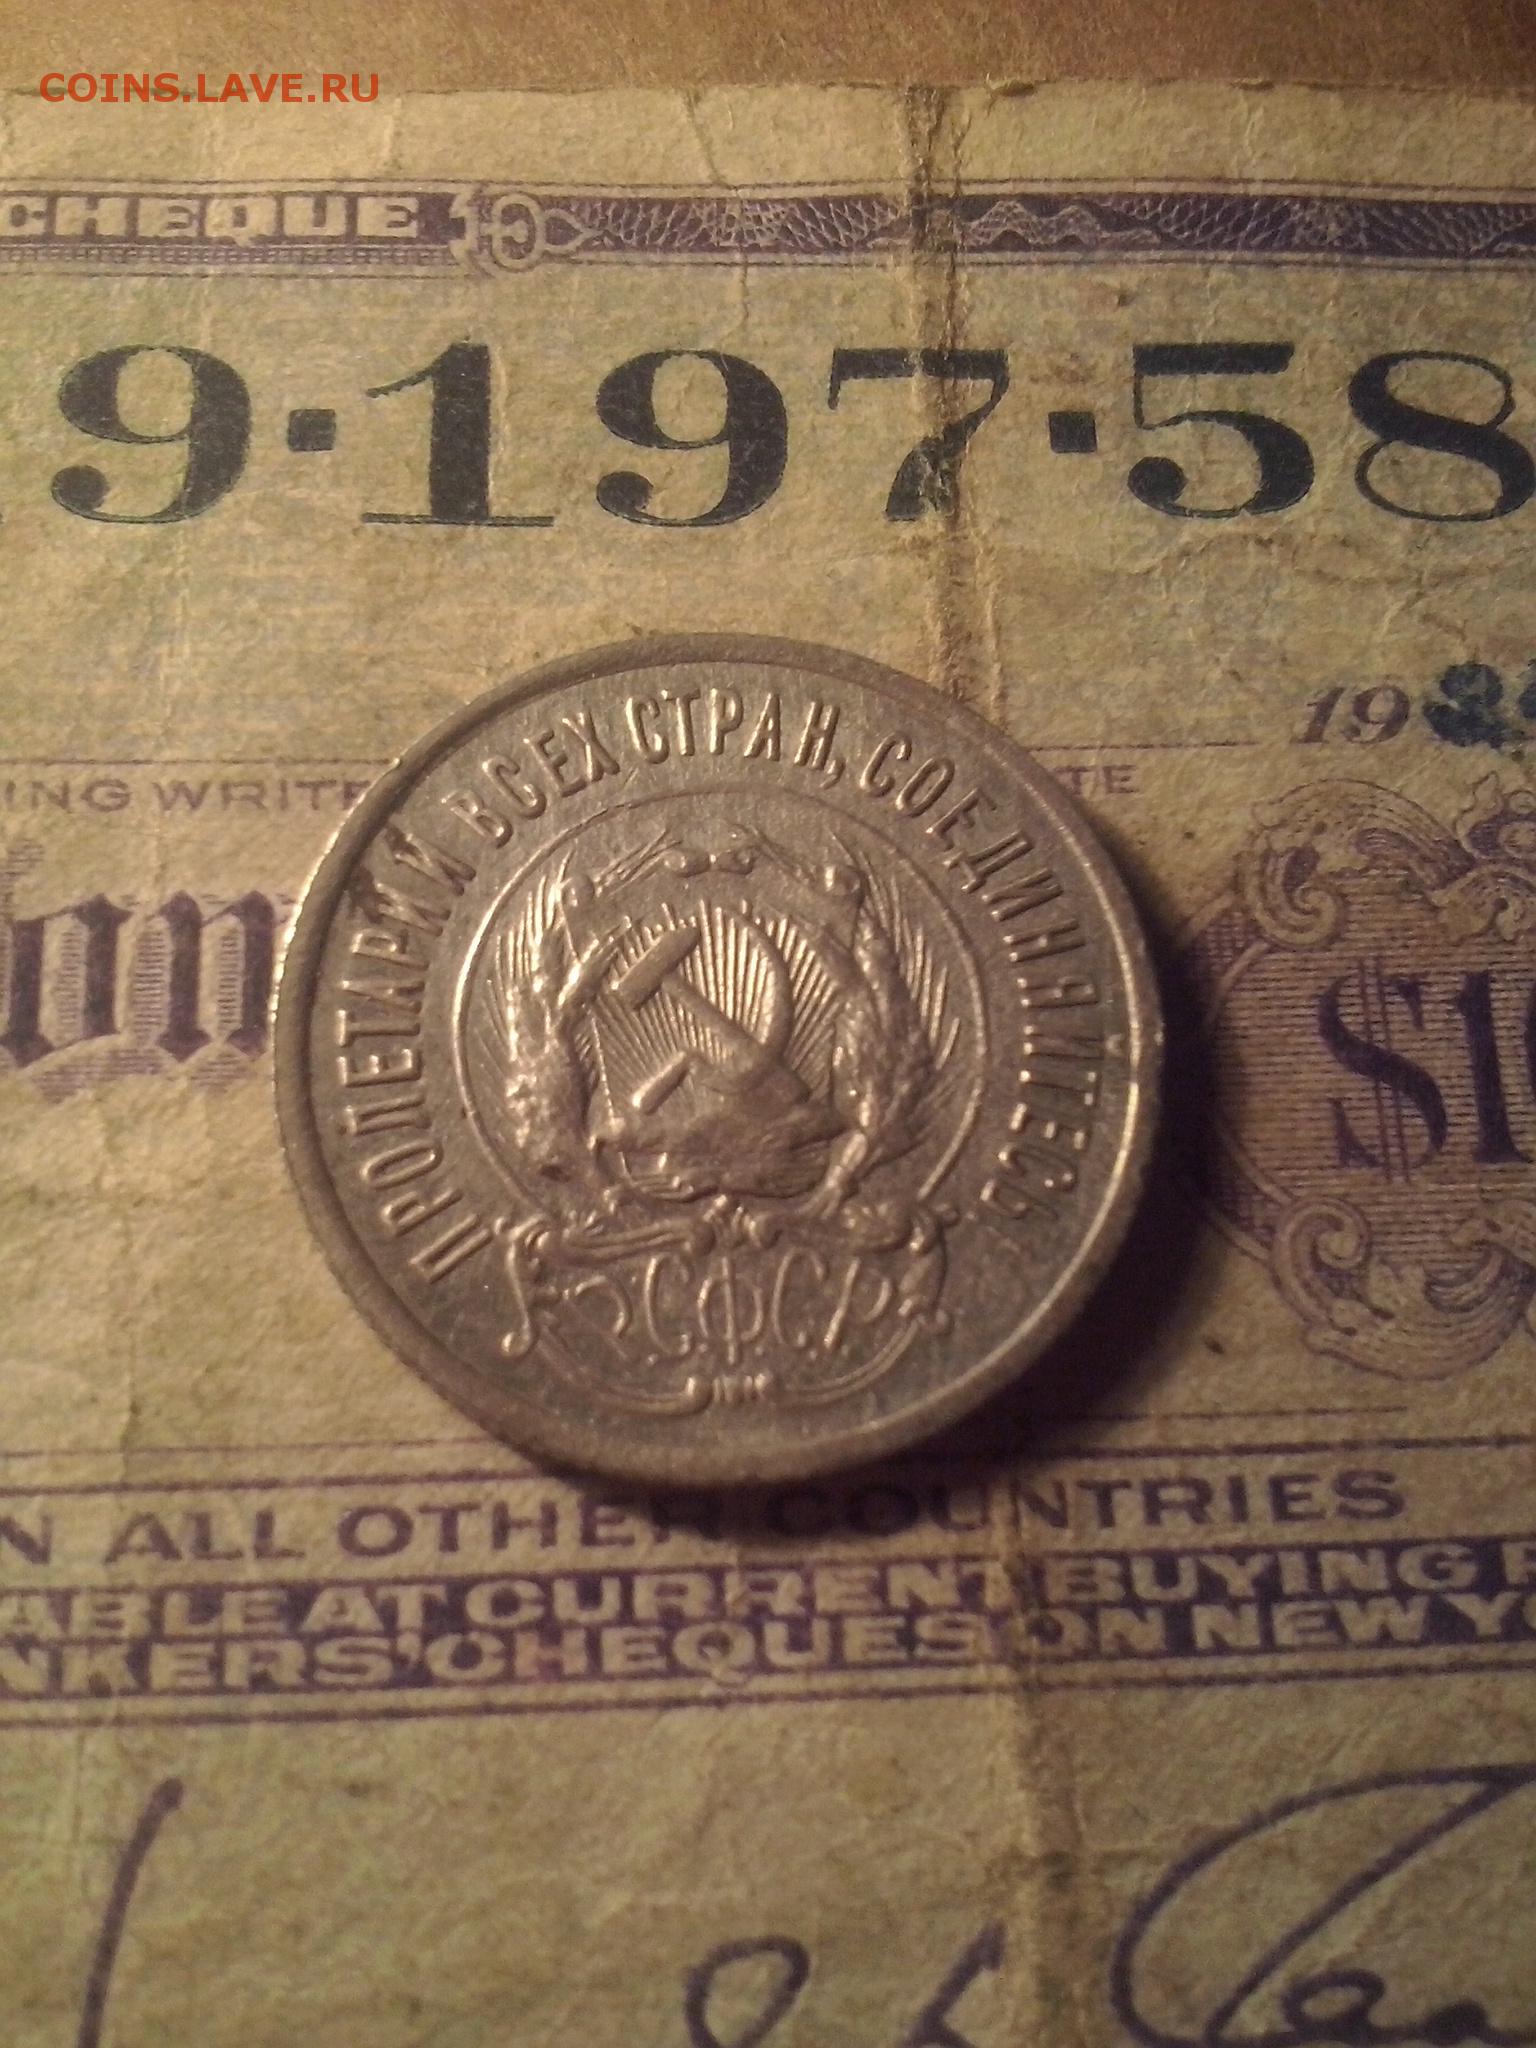 COINS.LAVE.RU
CHEQUE
9·197·58
19
ING WRITE
ПРОЛЕТАРИИ ВСЕХ СТРАН, СОЕДИНЯЙТЕСЬ
Р.С.Ф.С.Р.
$1
N ALL OTHER COUNTRIES
ABLE AT CURRENT BUYING
NKERS' CHEQUES ON NEW YO